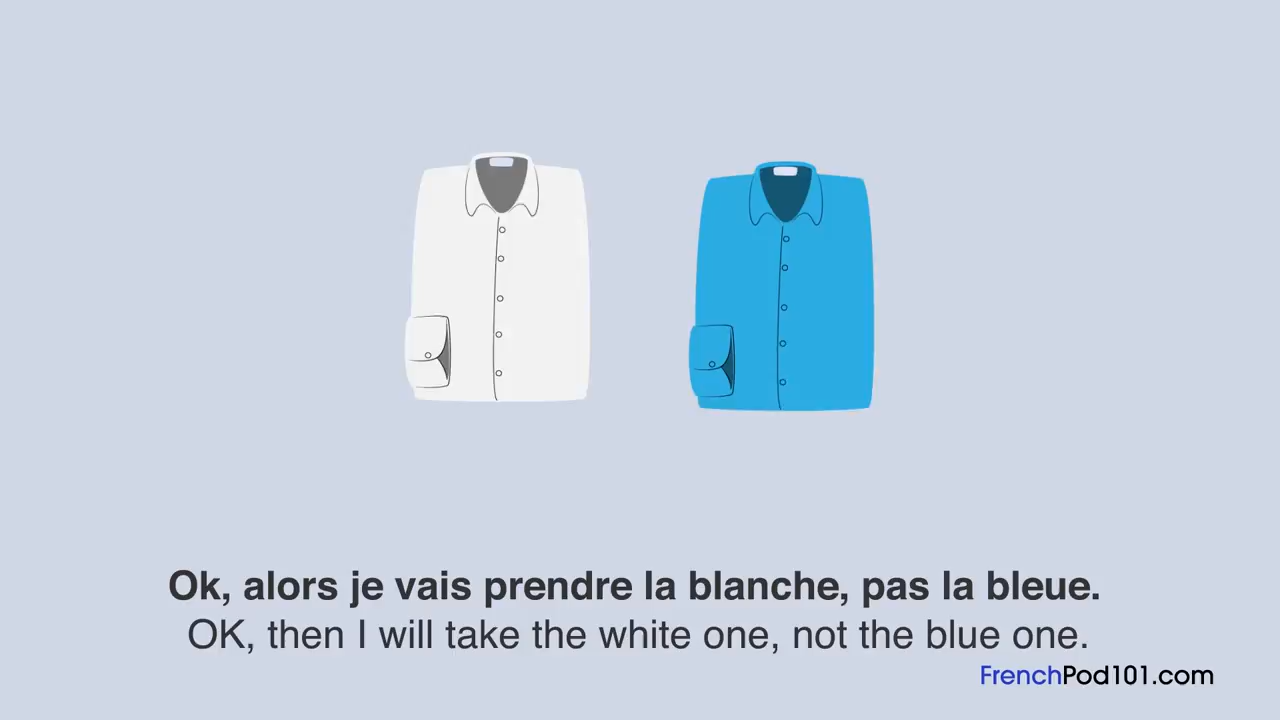 Ok, alors je vais prendre la blanche, pas la bleue.
OK, then I will take the white one, not the blue one.
FrenchPod101.com